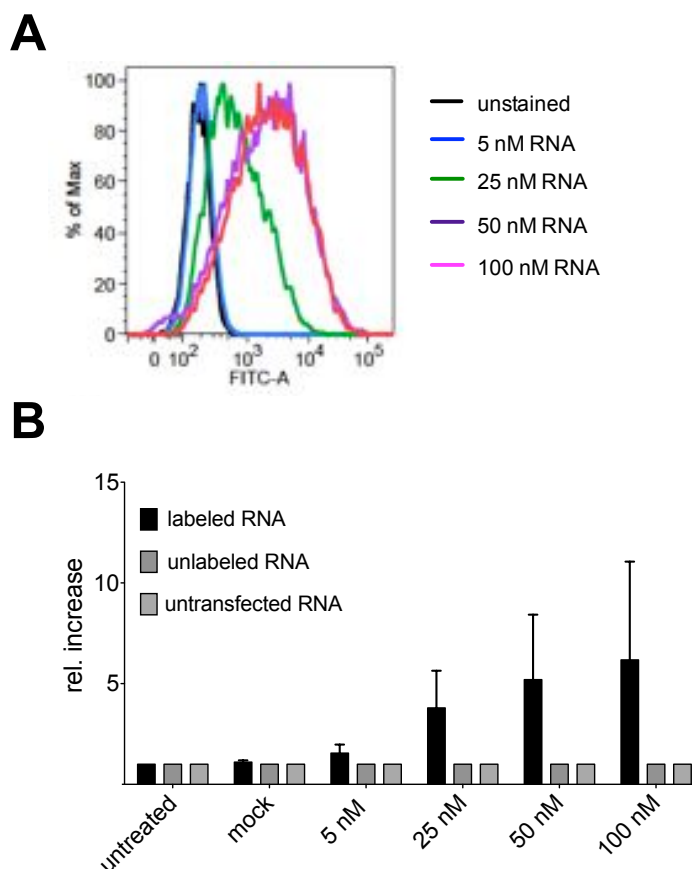 A
100
80
60
40
20
0
% of Max
0 10² 10³ 10⁴ 10⁵
FITC-A
unstained
5 nM RNA
25 nM RNA
50 nM RNA
100 nM RNA
B
15
10
5
rel. increase
labeled RNA
unlabeled RNA
untransfected RNA
untreated
mock
5 nM
25 nM
50 nM
100 nM